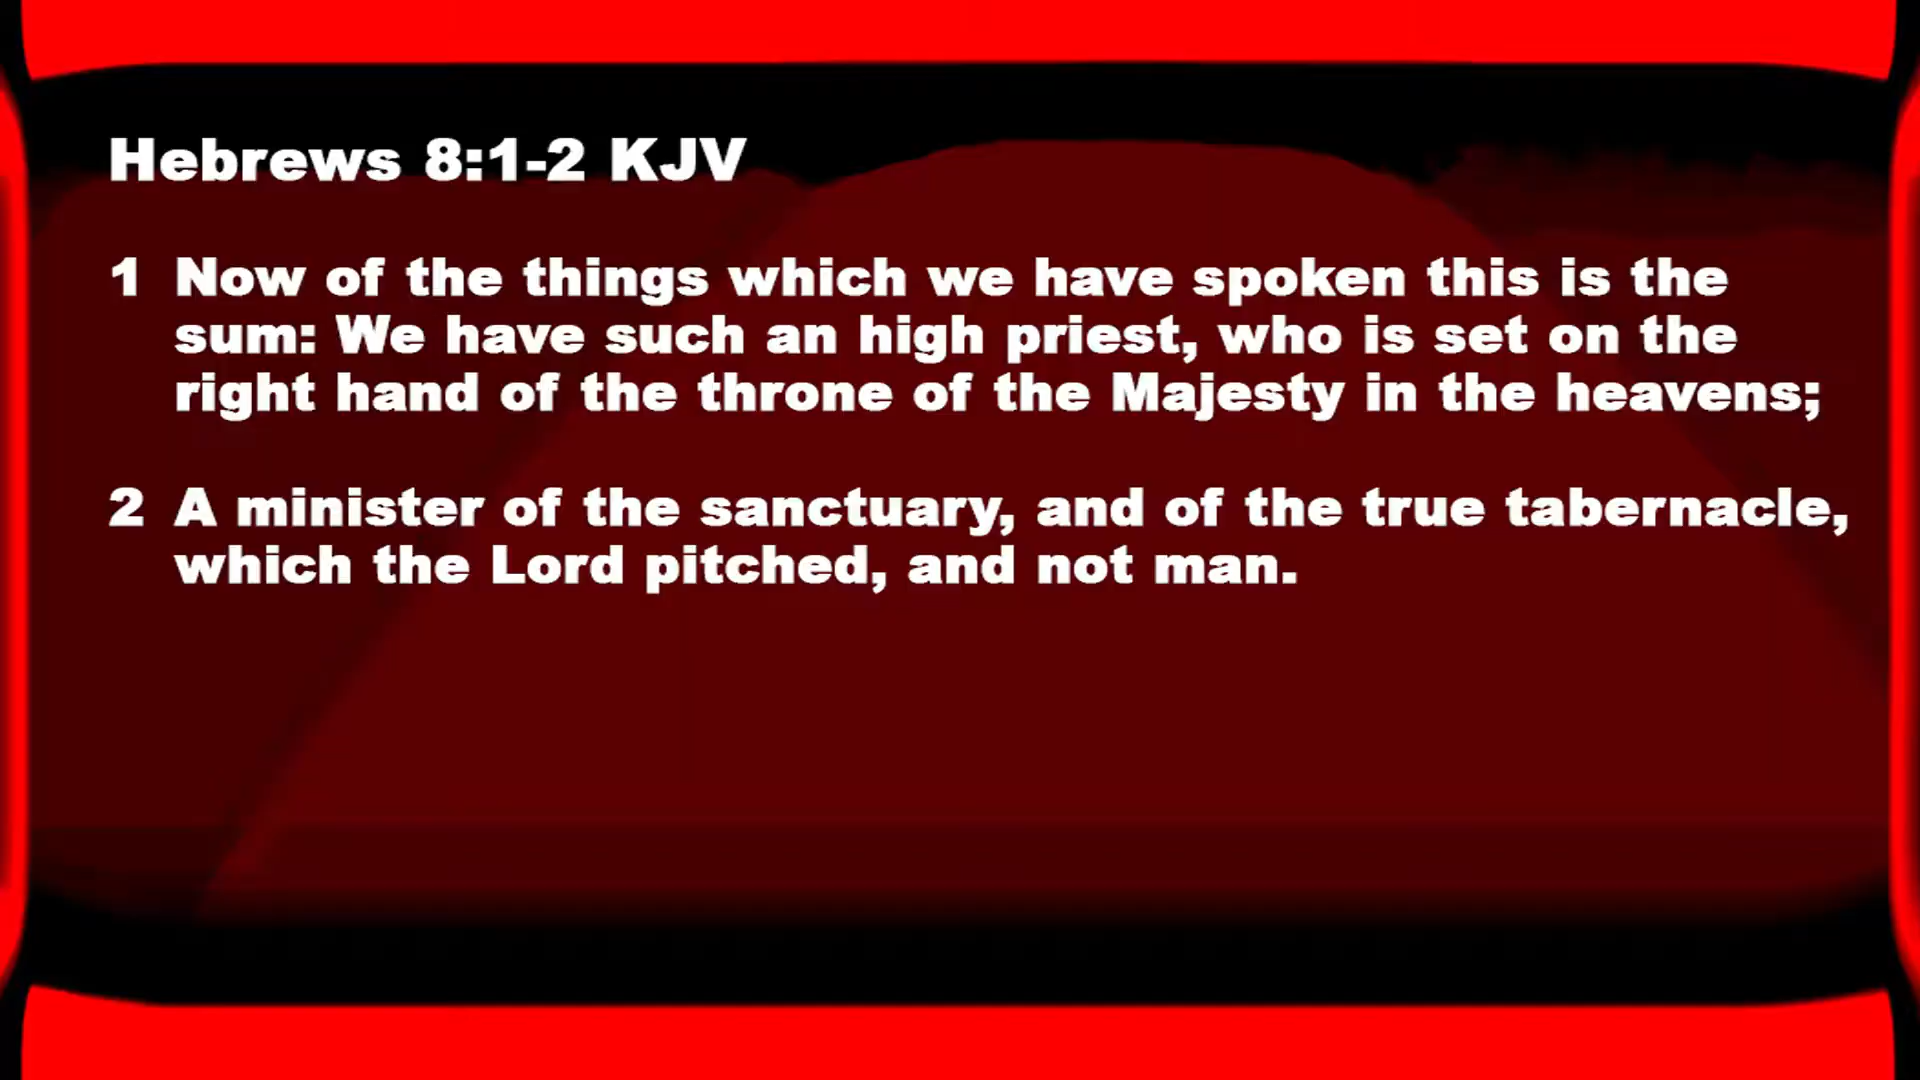 Hebrews 8:1-2 KJV
1 Now of the things which we have spoken this is the
sum: We have such an high priest, who is set on the
right hand of the throne of the Majesty in the heavens;
2 A minister of the sanctuary, and of the true tabernacle,
which the Lord pitched, and not man.